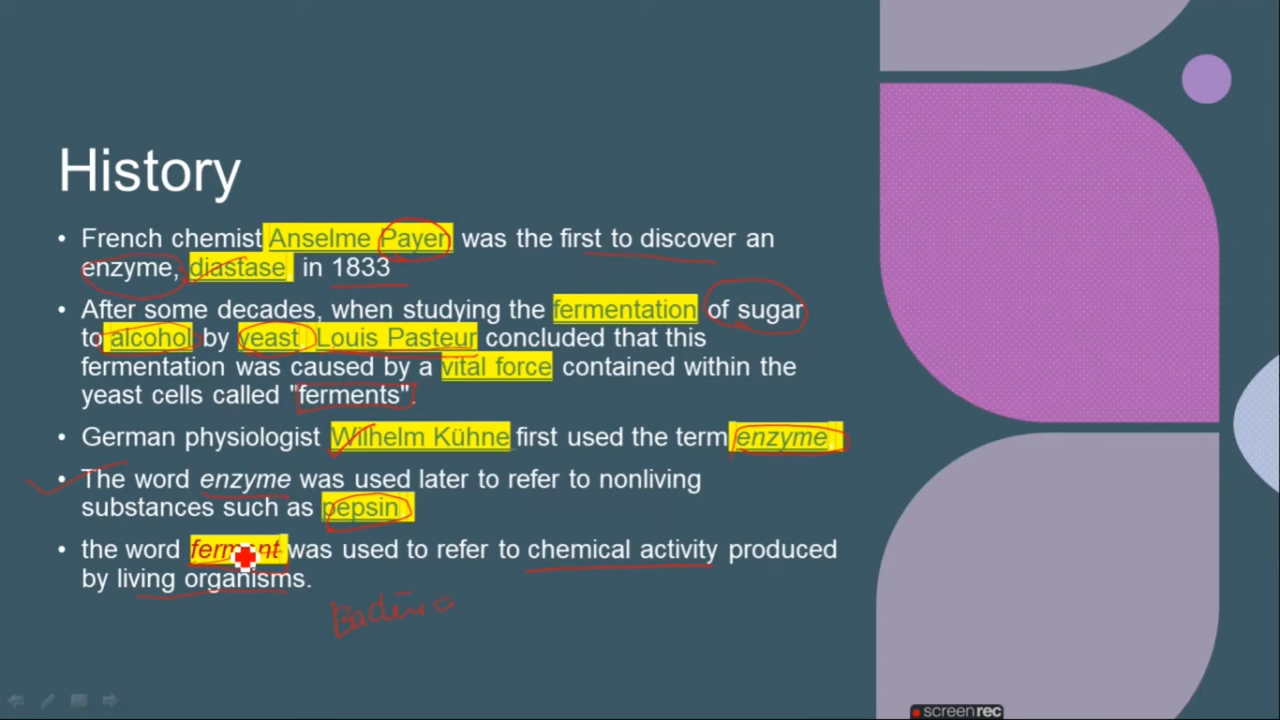 History
• French chemist Anselme Payen was the first to discover an
enzyme, diastase, in 1833
• After some decades, when studying the fermentation of sugar
to alcohol by yeast, Louis Pasteur concluded that this
fermentation was caused by a vital force contained within the
yeast cells called "ferments".
• German physiologist Wilhelm Kühne first used the term enzyme,
• The word enzyme was used later to refer to nonliving
substances such as pepsin
• the word ferment was used to refer to chemical activity produced
by living organisms.
Bacteria
screenrec